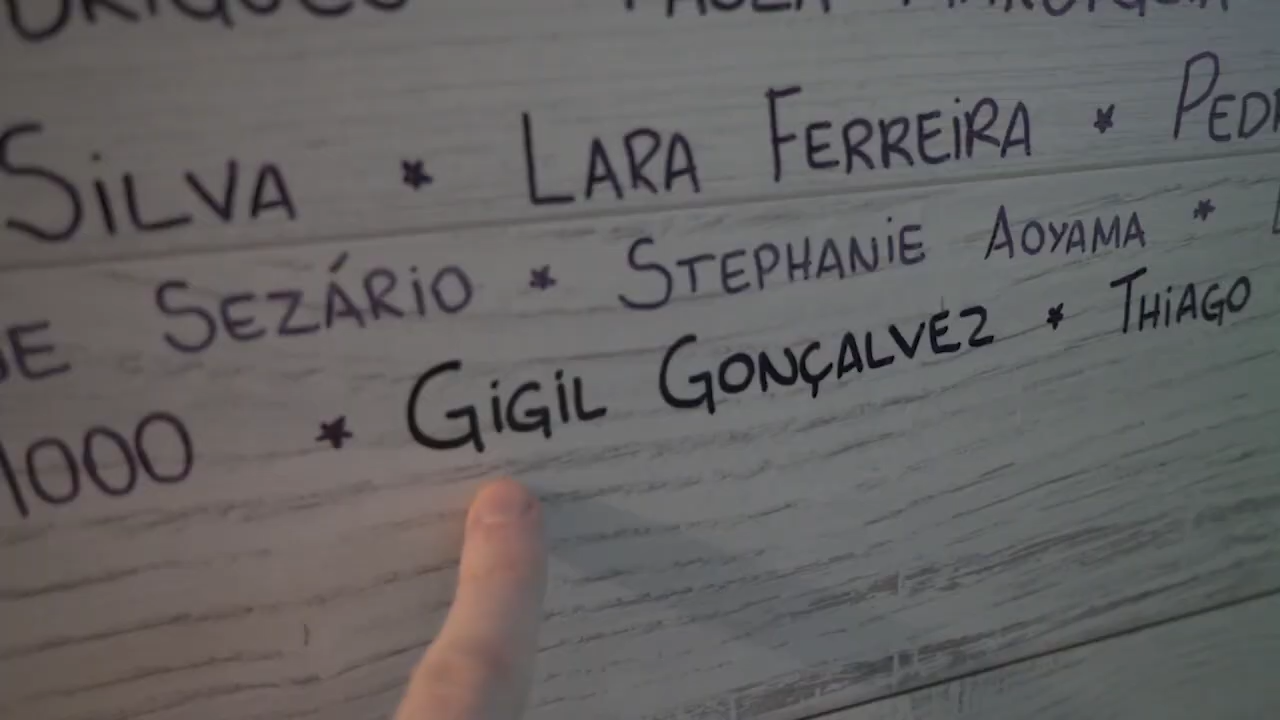 SiLVA * LARA FERREiRA * PED
SEZÁRiO * STEPHANiE AOYAMA *
1000 * GiGiL GONÇALVEZ * THiAGO